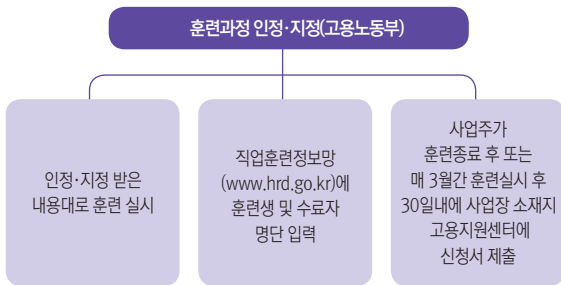 훈련과정 인정·지정(고용노동부)
인정·지정 받은
내용대로 훈련 실시
직업훈련정보망
(www.hrd.go.kr)에
훈련생 및 수료자
명단 입력
사업주가
훈련종료 후 또는
매 3월간 훈련실시 후
30일내에 사업장 소재지
고용지원센터에
신청서 제출